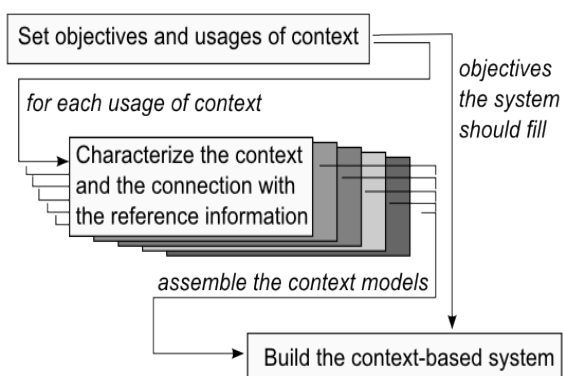 Set objectives and usages of context
objectives
the system
should fill
for each usage of context
Characterize the context
and the connection with
the reference information
assemble the context models
Build the context-based system